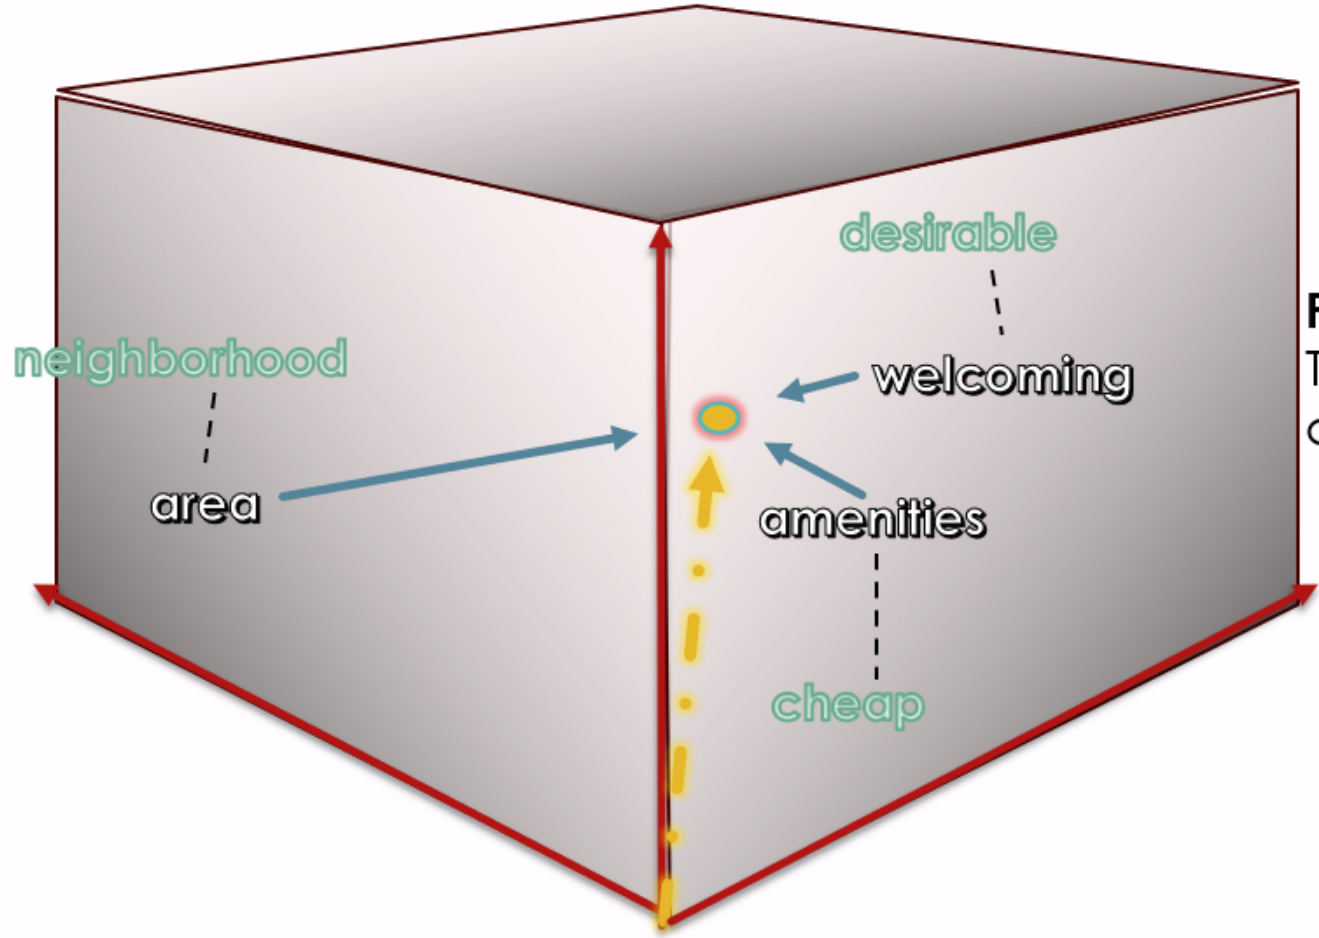 desirable
neighborhood
welcoming
area
amenities
cheap